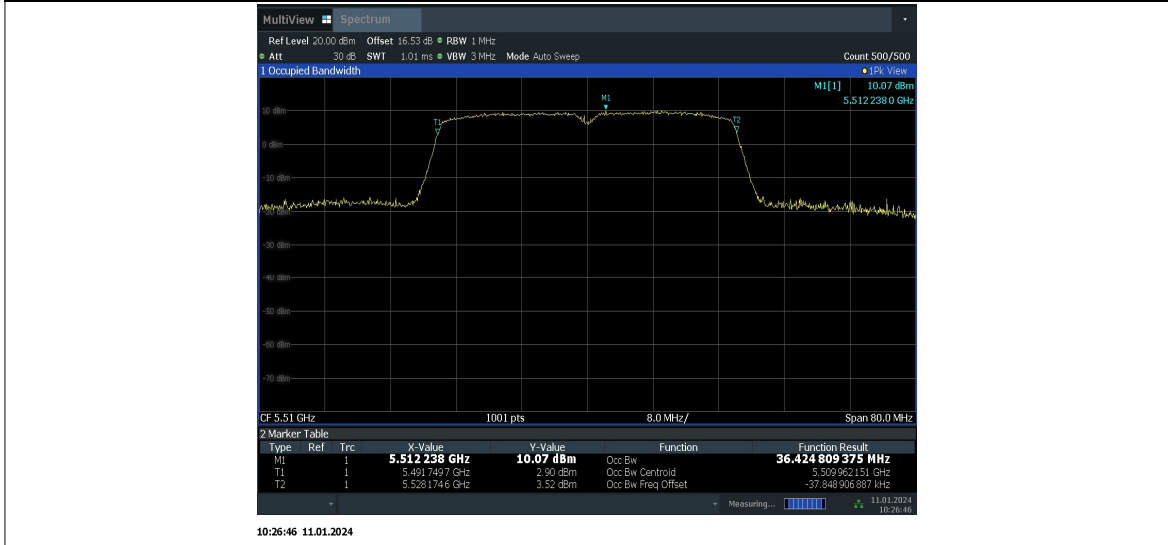 MultiView Spectrum
Ref Level 20.00 dBm Offset 16.53 dB RBW 1 MHz
Att 30 dB SWT 1.01 ms VBW 3 MHz Mode Auto Sweep Count 500/500
1 Occupied Bandwidth 1Pk View
M1[1] 10.07 dBm
5.512 238 0 GHz
M1
10 dBm
T1 T2
0 dBm
-10 dBm
-20 dBm
-30 dBm
-40 dBm
-50 dBm
-60 dBm
-70 dBm
CF 5.51 GHz 1001 pts 8.0 MHz/ Span 80.0 MHz
2 Marker Table
Type Ref Trc X-Value Y-Value Function Function Result
M1 1 5.512 238 GHz 10.07 dBm Occ Bw 36.424 809 375 MHz
T1 1 5.491 749 7 GHz 2.90 dBm Occ Bw Centroid 5.509 962 151 GHz
T2 1 5.528 174 6 GHz 3.52 dBm Occ Bw Freq Offset -37.848 906 887 kHz
Measuring... 11.01.2024
10:26:46
10:26:46 11.01.2024